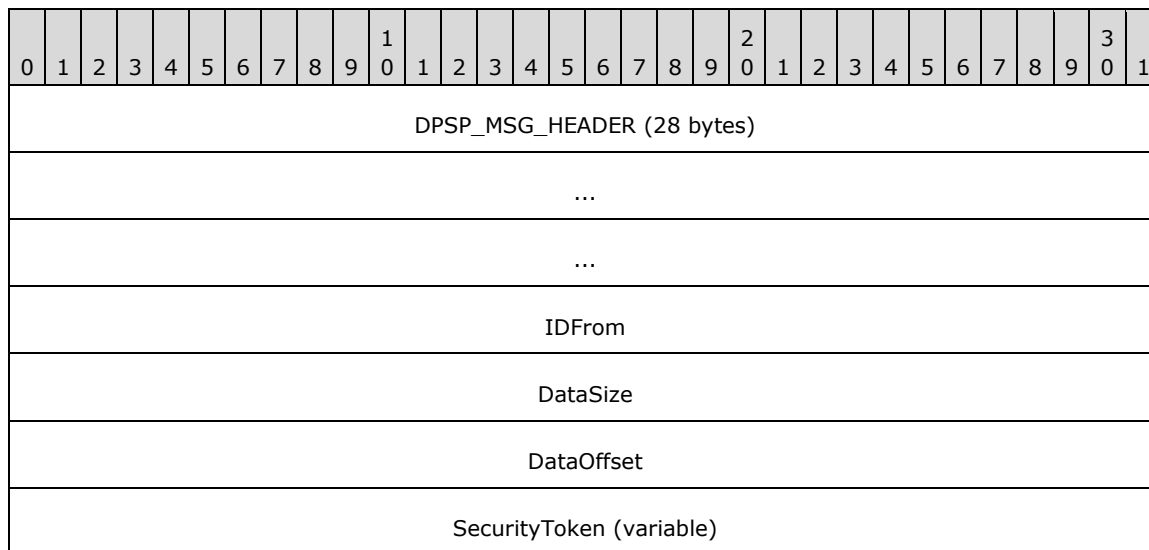 1 2 3
0 1 2 3 4 5 6 7 8 9 0 1 2 3 4 5 6 7 8 9 0 1 2 3 4 5 6 7 8 9 0 1
DPSP_MSG_HEADER (28 bytes)
...
...
IDFrom
DataSize
DataOffset
SecurityToken (variable)